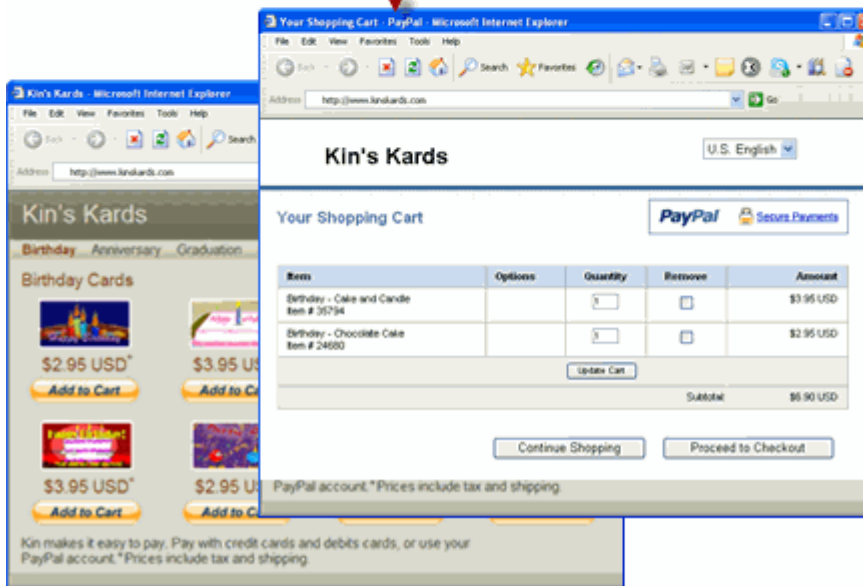 Your Shopping Cart - PayPal - Microsoft Internet Explorer
File Edit View Favorites Tools Help
Search Favorites
Address http://www.kinskards.com Go
Kin's Kards
U.S. English
Your Shopping Cart
PayPal Secure Payments
Item Options Quantity Remove Amount
Birthday - Cake and Candle
Item # 35794
1 $3.95 USD
Birthday - Chocolate Cake
Item # 24680
1 $2.95 USD
Update Cart
Subtotal: $6.90 USD
Continue Shopping Proceed to Checkout
PayPal account.*Prices include tax and shipping.
Kin's Kards - Microsoft Internet Explorer
File Edit View Favorites Tools Help
Back Search
Address http://www.kinskards.com
Kin's Kards
Birthday Anniversary Graduation
Birthday Cards
$2.95 USD* $3.95 US
Add to Cart Add to Ca
$3.95 USD* $2.95 U
Add to Cart Add to C
Kin makes it easy to pay. Pay with credit cards and debits cards, or use your
PayPal account.*Prices include tax and shipping.